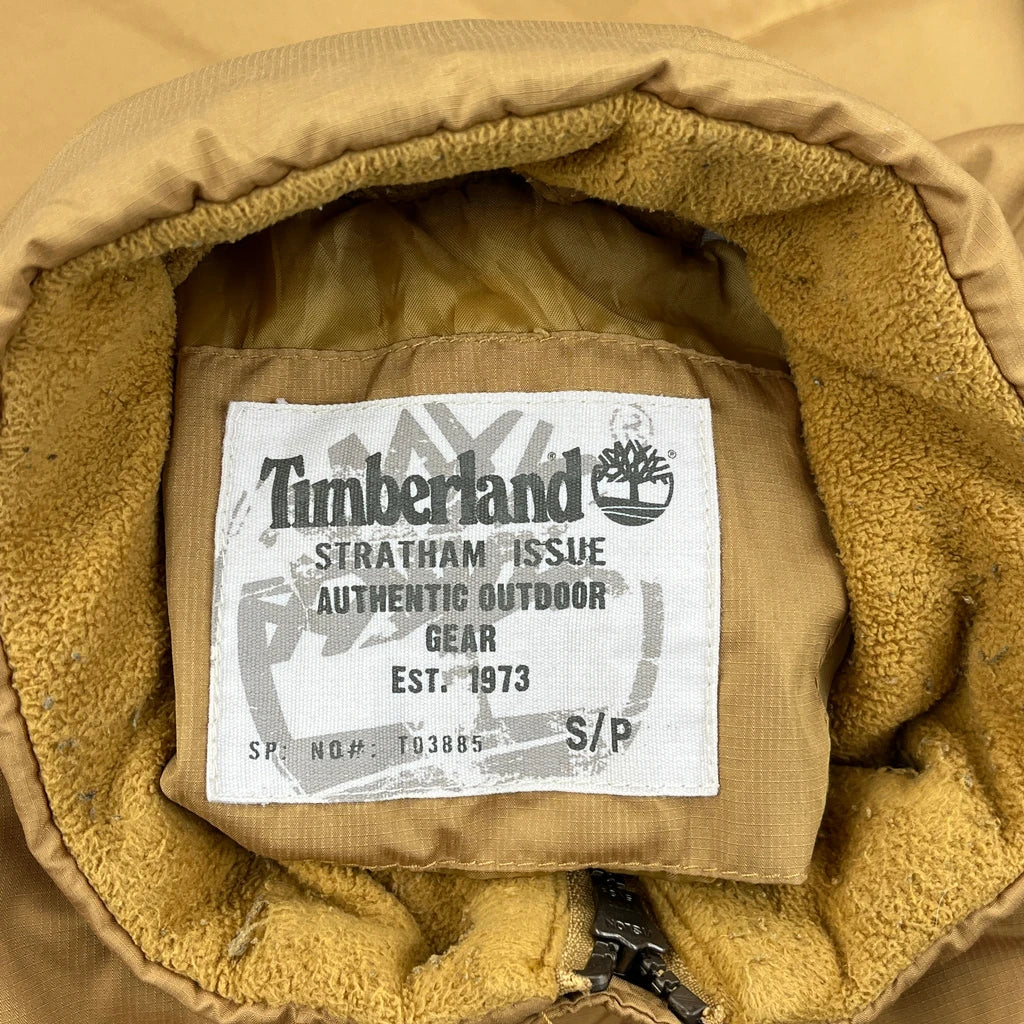 Timberland®
STRATHAM ISSUE
AUTHENTIC OUTDOOR
GEAR
EST. 1973
S/P
SP: NO#: T03885